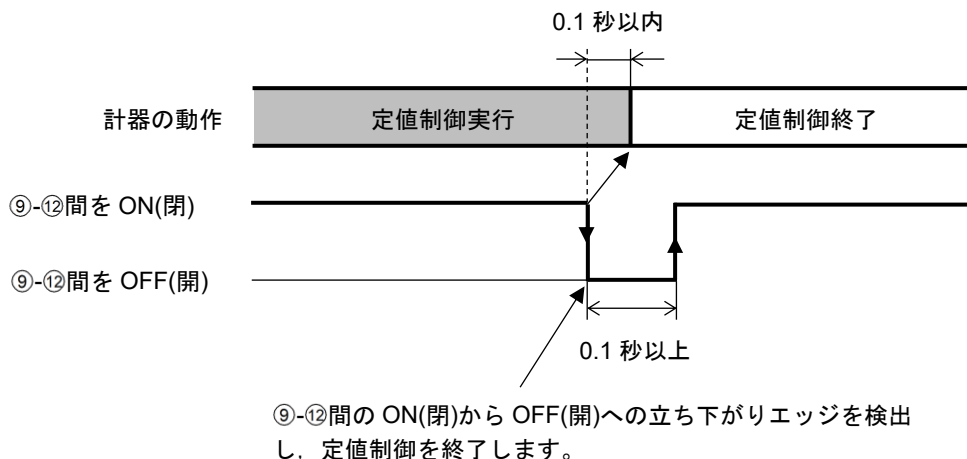 0.1 秒以内
計器の動作
定値制御実行
定値制御終了
⑨-⑫間を ON(閉)
⑨-⑫間を OFF(開)
0.1 秒以上
⑨-⑫間の ON(閉)から OFF(開)への立ち下がりエッジを検出
し，定値制御を終了します。